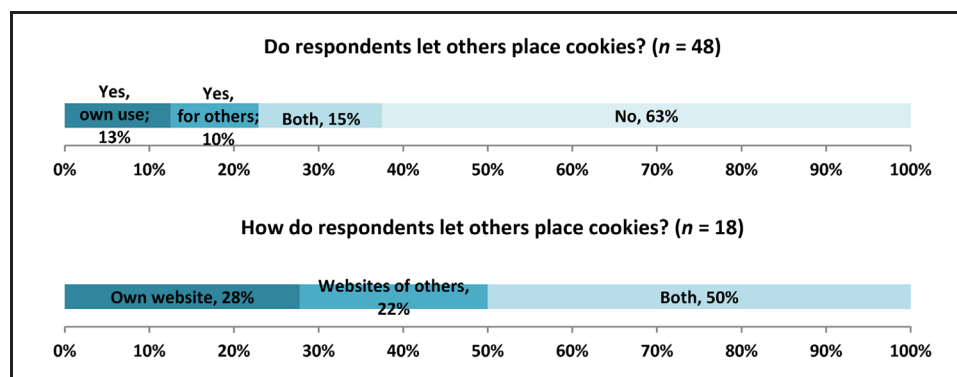 Do respondents let others place cookies? (n = 48)
Yes,
own use;
13%
Yes,
for others;
10%
Both, 15%
No, 63%
0% 10% 20% 30% 40% 50% 60% 70% 80% 90% 100%
How do respondents let others place cookies? (n = 18)
Own website, 28%
Websites of others,
22%
Both, 50%
0% 10% 20% 30% 40% 50% 60% 70% 80% 90% 100%